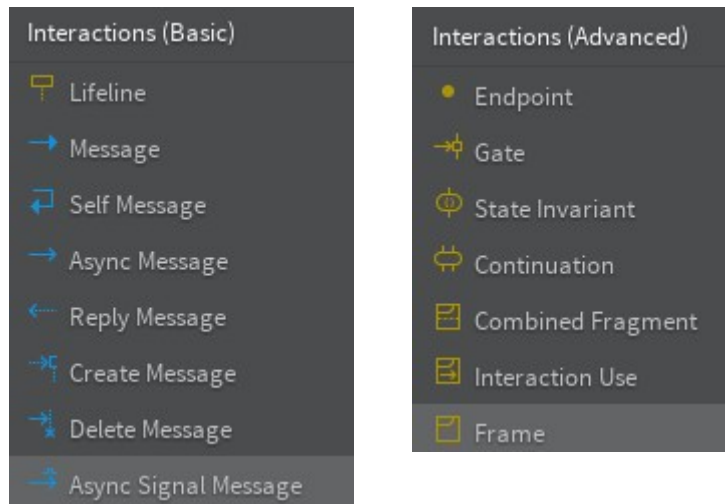 Interactions (Basic)
Lifeline
Message
Self Message
Async Message
Reply Message
Create Message
Delete Message
Async Signal Message
Interactions (Advanced)
Endpoint
Gate
State Invariant
Continuation
Combined Fragment
Interaction Use
Frame